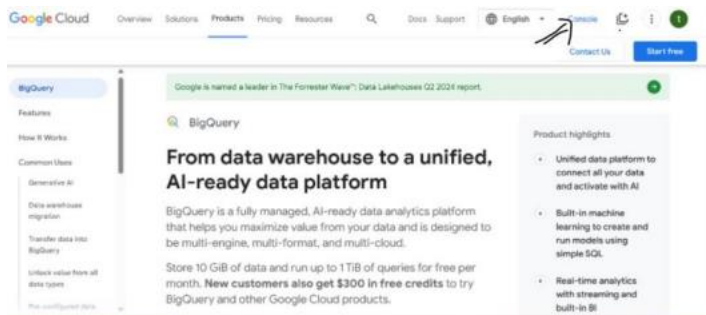 Google Cloud
Overview Solutions Products Pricing Resources Docs Support English Console
t
Contact Us Start free
BigQuery
Features
How It Works
Common Uses
Generative AI
Data warehouse
migration
Transfer data into
BigQuery
Unlock value from all
data types
Pre-configured data
Google is named a leader in The Forrester Wave™: Data Lakehouses Q2 2024 report.
BigQuery
From data warehouse to a unified,
AI-ready data platform
BigQuery is a fully managed, AI-ready data analytics platform
that helps you maximize value from your data and is designed to
be multi-engine, multi-format, and multi-cloud.
Store 10 GiB of data and run up to 1 TiB of queries for free per
month. New customers also get $300 in free credits to try
BigQuery and other Google Cloud products.
Product highlights
Unified data platform to
connect all your data
and activate with AI
Built-in machine
learning to create and
run models using
simple SQL
Real-time analytics
with streaming and
built-in BI